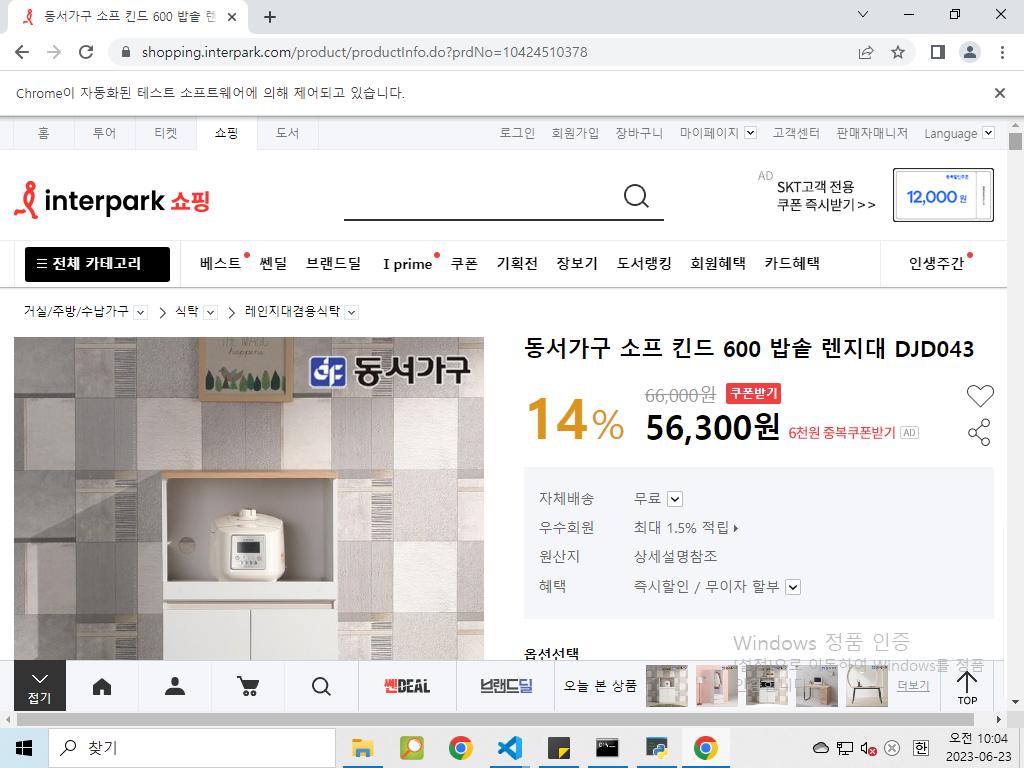 동서가구 소프 킨드 600 밥솥 렌
shopping.interpark.com/product/productInfo.do?prdNo=10424510378
Chrome이 자동화된 테스트 소프트웨어에 의해 제어되고 있습니다.
홈 투어 티켓 쇼핑 도서 로그인 회원가입 장바구니 마이페이지 고객센터 판매자매니저 Language
interpark 쇼핑
AD SKT고객 전용
쿠폰 즉시받기>>
12,000원
전체 카테고리 베스트 쎈딜 브랜드딜 I prime 쿠폰 기획전 장보기 도서랭킹 회원혜택 카드혜택 인생주간
거실/주방/수납가구 > 식탁 > 레인지대겸용식탁
happens
동서가구
동서가구 소프 킨드 600 밥솥 렌지대 DJD043
14%
66,000원 쿠폰받기
56,300원 6천원 중복쿠폰받기 AD
자체배송 무료
우수회원 최대 1.5% 적립
원산지 상세설명참조
혜택 즉시할인 / 무이자 할부
옵션선택
Windows 정품 인증
[설정]으로 이동하여 Windows를 정품
접기
쎈DEAL 브랜드딜 오늘 본 상품 더보기 TOP
찾기
한
오전 10:04
2023-06-23